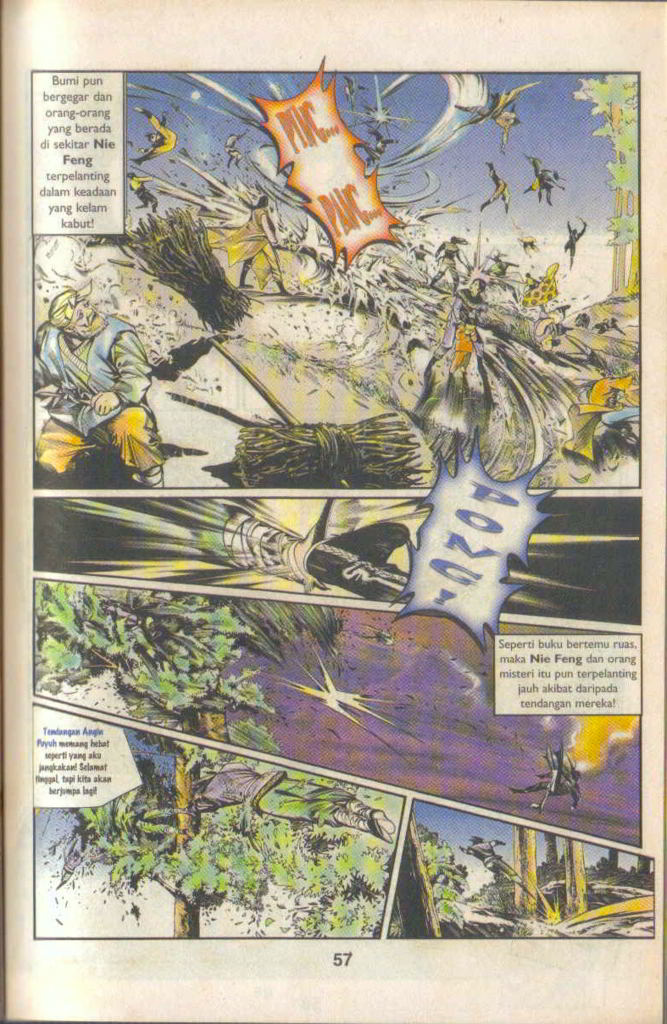 Bumi pun
bergegar dan
orang-orang
yang berada
di sekitar Nie
Feng
terpelanting
dalam keadaan
yang kelam
kabut!
PING...
PANG...
PONG!
Seperti buku bertemu ruas,
maka Nie Feng dan orang
misteri itu pun terpelanting
jauh akibat daripada
tendangan mereka!
Tendangan Angin
Puyuh memang hebat
seperti yang aku
jangkakan! Selamat
tinggal, tapi kita akan
berjumpa lagi!
57